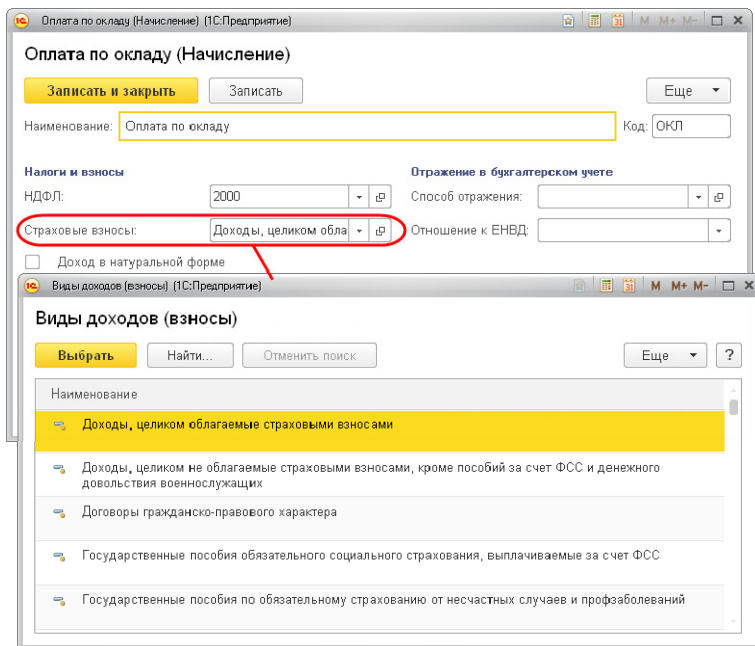 Оплата по окладу (Начисление) (1С:Предприятие) 31 M M+ M-
Оплата по окладу (Начисление)
Записать и закрыть Записать Еще
Наименование: Оплата по окладу Код: ОКЛ
Налоги и взносы Отражение в бухгалтерском учете
НДФЛ: 2000 Способ отражения:
Страховые взносы: Доходы, целиком обла Отношение к ЕНВД:
Доход в натуральной форме
Виды доходов (взносы) (1С:Предприятие) 31 M M+ M-
Виды доходов (взносы)
Выбрать Найти... Отменить поиск Еще ?
Наименование
Доходы, целиком облагаемые страховыми взносами
Доходы, целиком не облагаемые страховыми взносами, кроме пособий за счет ФСС и денежного
довольствия военнослужащих
Договоры гражданско-правового характера
Государственные пособия обязательного социального страхования, выплачиваемые за счет ФСС
Государственные пособия по обязательному страхованию от несчастных случаев и профзаболеваний